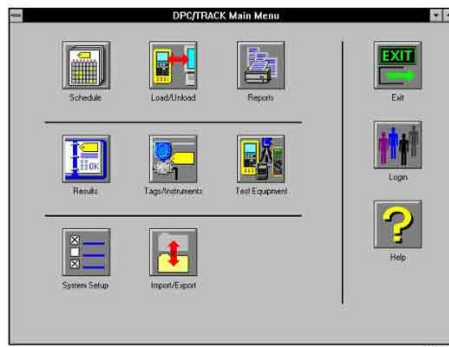 DPC/TRACK Main Menu
Schedule
Load/Unload
Reports
EXIT
Exit
OK
Results
Tags/Instruments
Test Equipment
Login
System Setup
Import/Export
?
Help